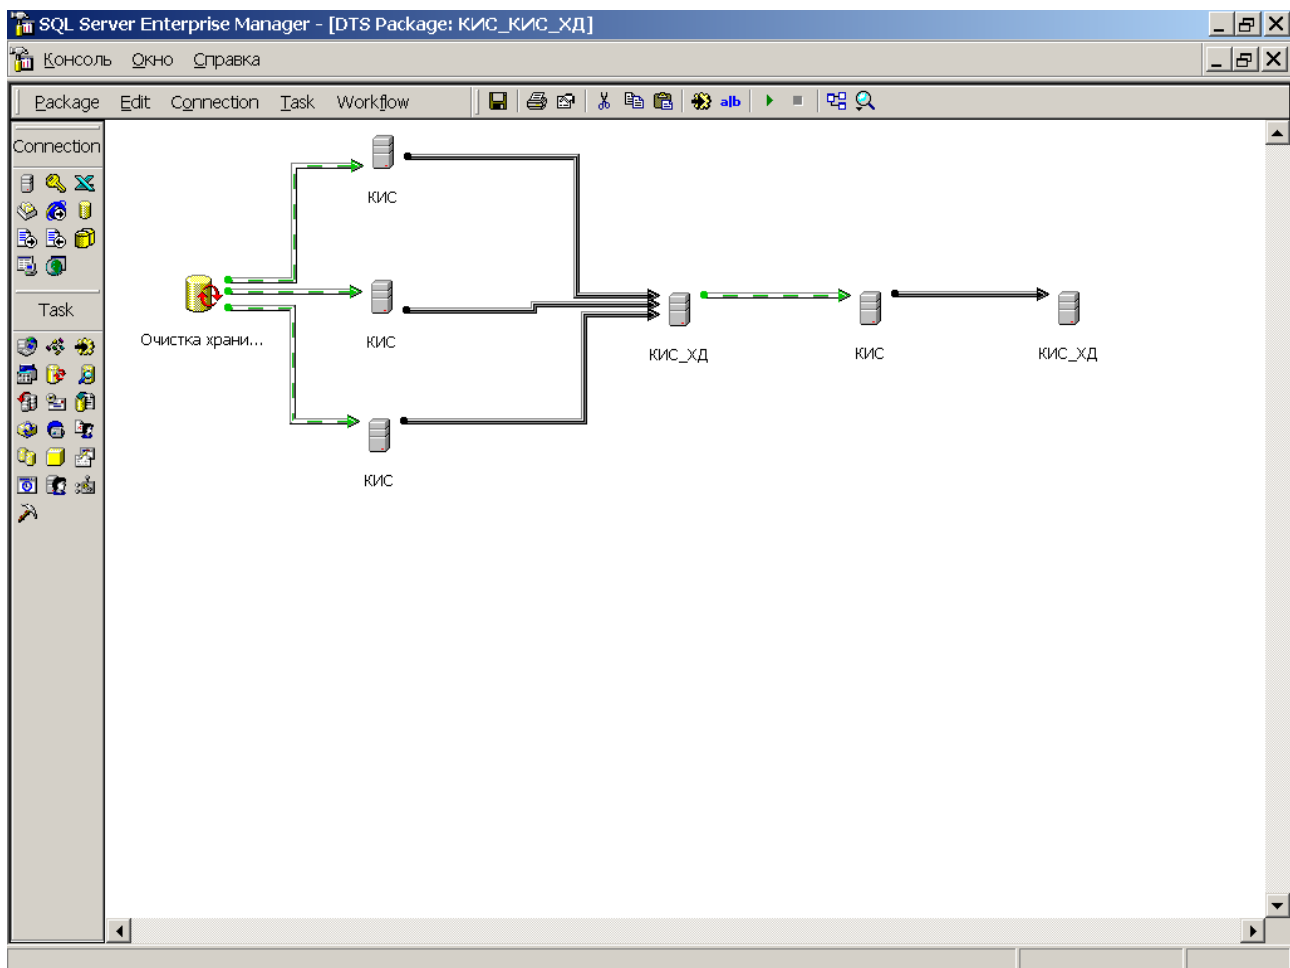 SQL Server Enterprise Manager - [DTS Package: КИС_КИС_ХД]
Консоль Окно Справка
Package Edit Connection Task Workflow
Connection
Task
КИС
Очистка храни...
КИС
КИС
КИС_ХД
КИС
КИС_ХД